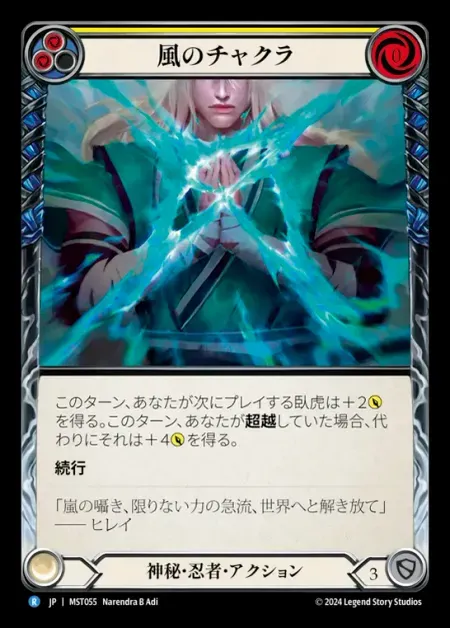 風のチャクラ
0
このターン、あなたが次にプレイする臥虎は＋2
を得る。このターン、あなたが超越していた場合、代
わりにそれは＋4を得る。
続行
「嵐の囁き、限りない力の急流、世界へと解き放て」
―― ヒレイ
神秘・忍者・アクション
3
R JP | MST055 Narendra B Adi
© 2024 Legend Story Studios